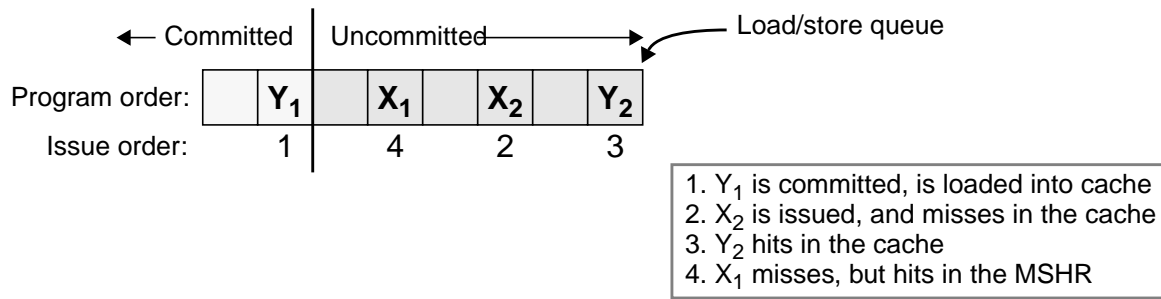 Committed Uncommitted Load/store queue
Program order: Y1 X1 X2 Y2
Issue order: 1 4 2 3
1. Y1 is committed, is loaded into cache
2. X2 is issued, and misses in the cache
3. Y2 hits in the cache
4. X1 misses, but hits in the MSHR